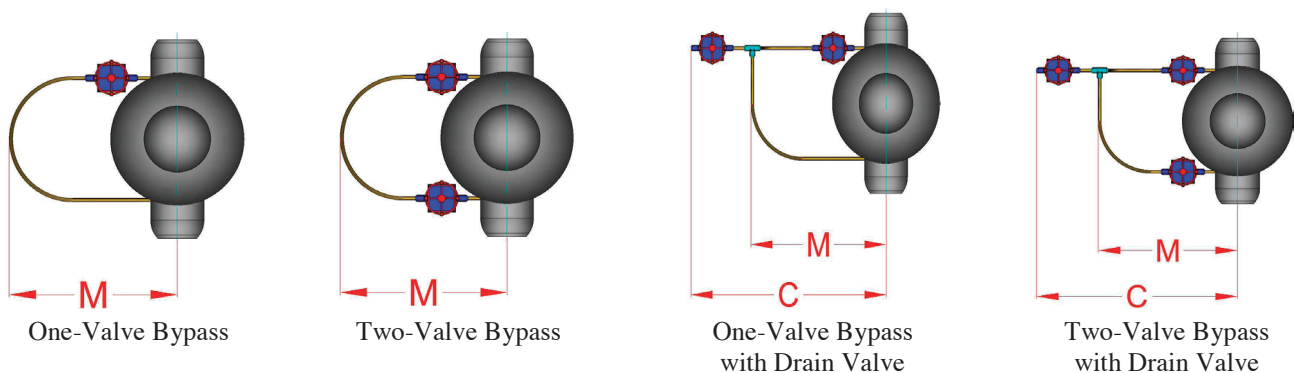 M
One-Valve Bypass
M
Two-Valve Bypass
M
C
One-Valve Bypass
with Drain Valve
M
C
Two-Valve Bypass
with Drain Valve